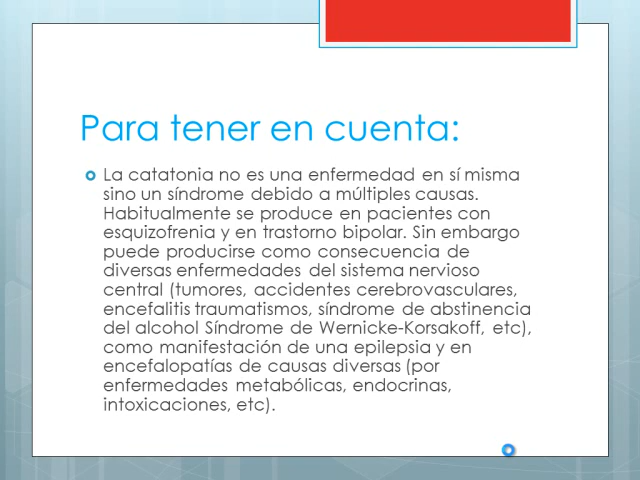 Para tener en cuenta:
La catatonia no es una enfermedad en sí misma
sino un síndrome debido a múltiples causas.
Habitualmente se produce en pacientes con
esquizofrenia y en trastorno bipolar. Sin embargo
puede producirse como consecuencia de
diversas enfermedades del sistema nervioso
central (tumores, accidentes cerebrovasculares,
encefalitis traumatismos, síndrome de abstinencia
del alcohol Síndrome de Wernicke-Korsakoff, etc),
como manifestación de una epilepsia y en
encefalopatías de causas diversas (por
enfermedades metabólicas, endocrinas,
intoxicaciones, etc).